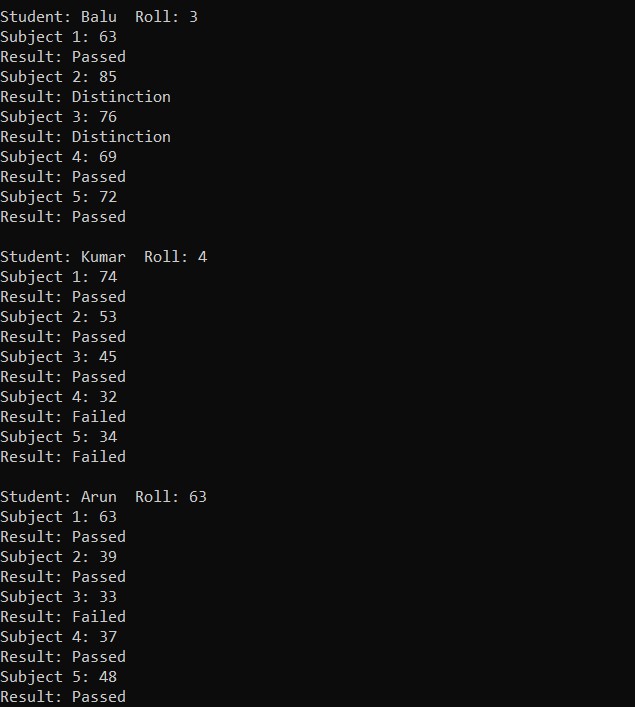 Student: Balu  Roll: 3
Subject 1: 63
Result: Passed
Subject 2: 85
Result: Distinction
Subject 3: 76
Result: Distinction
Subject 4: 69
Result: Passed
Subject 5: 72
Result: Passed

Student: Kumar  Roll: 4
Subject 1: 74
Result: Passed
Subject 2: 53
Result: Passed
Subject 3: 45
Result: Passed
Subject 4: 32
Result: Failed
Subject 5: 34
Result: Failed

Student: Arun  Roll: 63
Subject 1: 63
Result: Passed
Subject 2: 39
Result: Passed
Subject 3: 33
Result: Failed
Subject 4: 37
Result: Passed
Subject 5: 48
Result: Passed